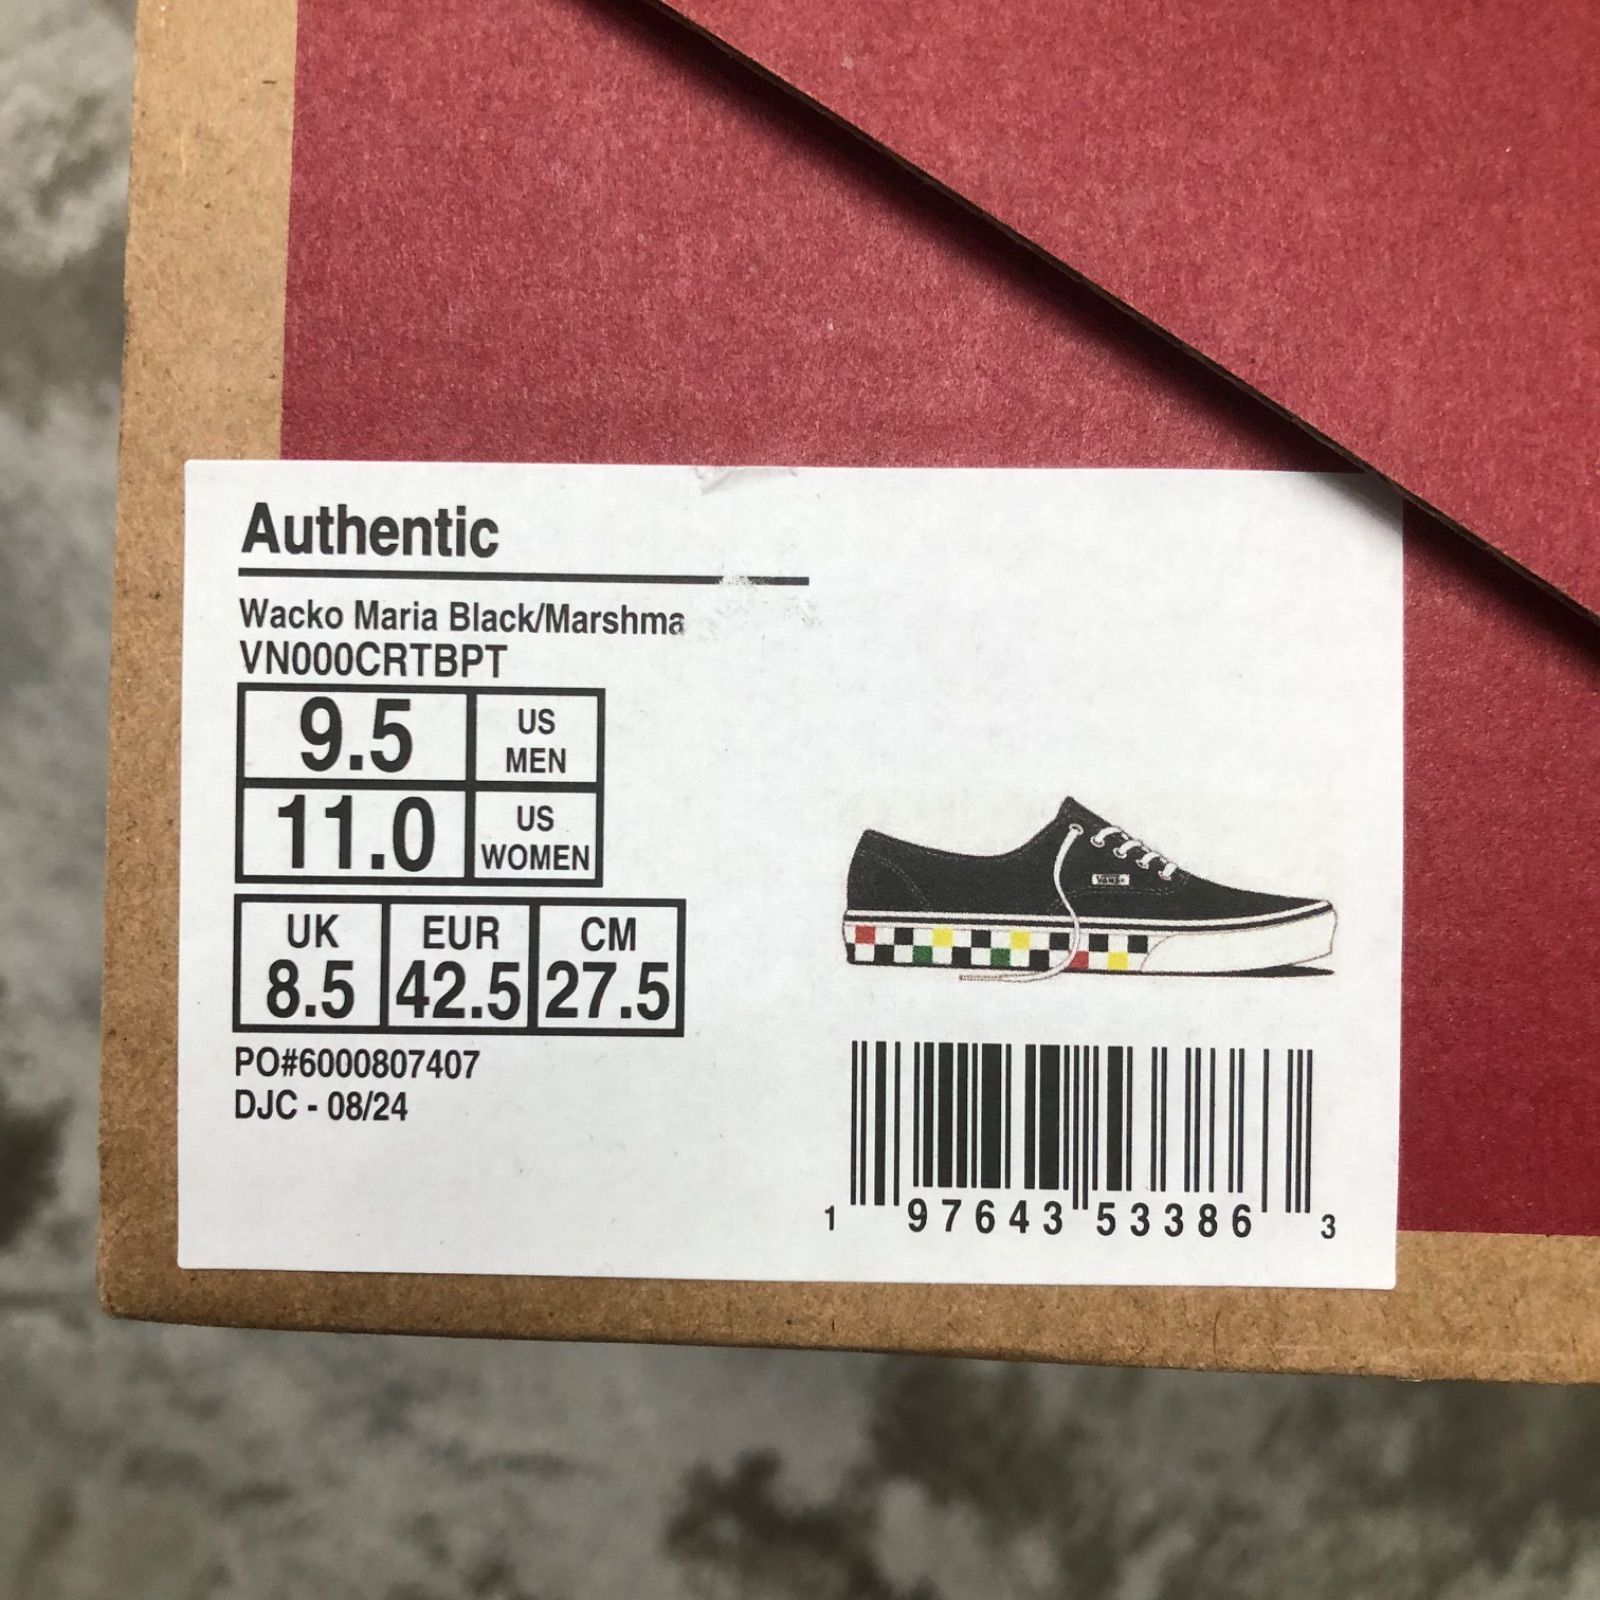 Authentic
Wacko Maria Black/Marshma
VN000CRTBPT
9.5 US MEN
11.0 US WOMEN
UK EUR CM
8.5 42.5 27.5
PO#6000807407
DJC - 08/24
VANS
1 97643 53386 3